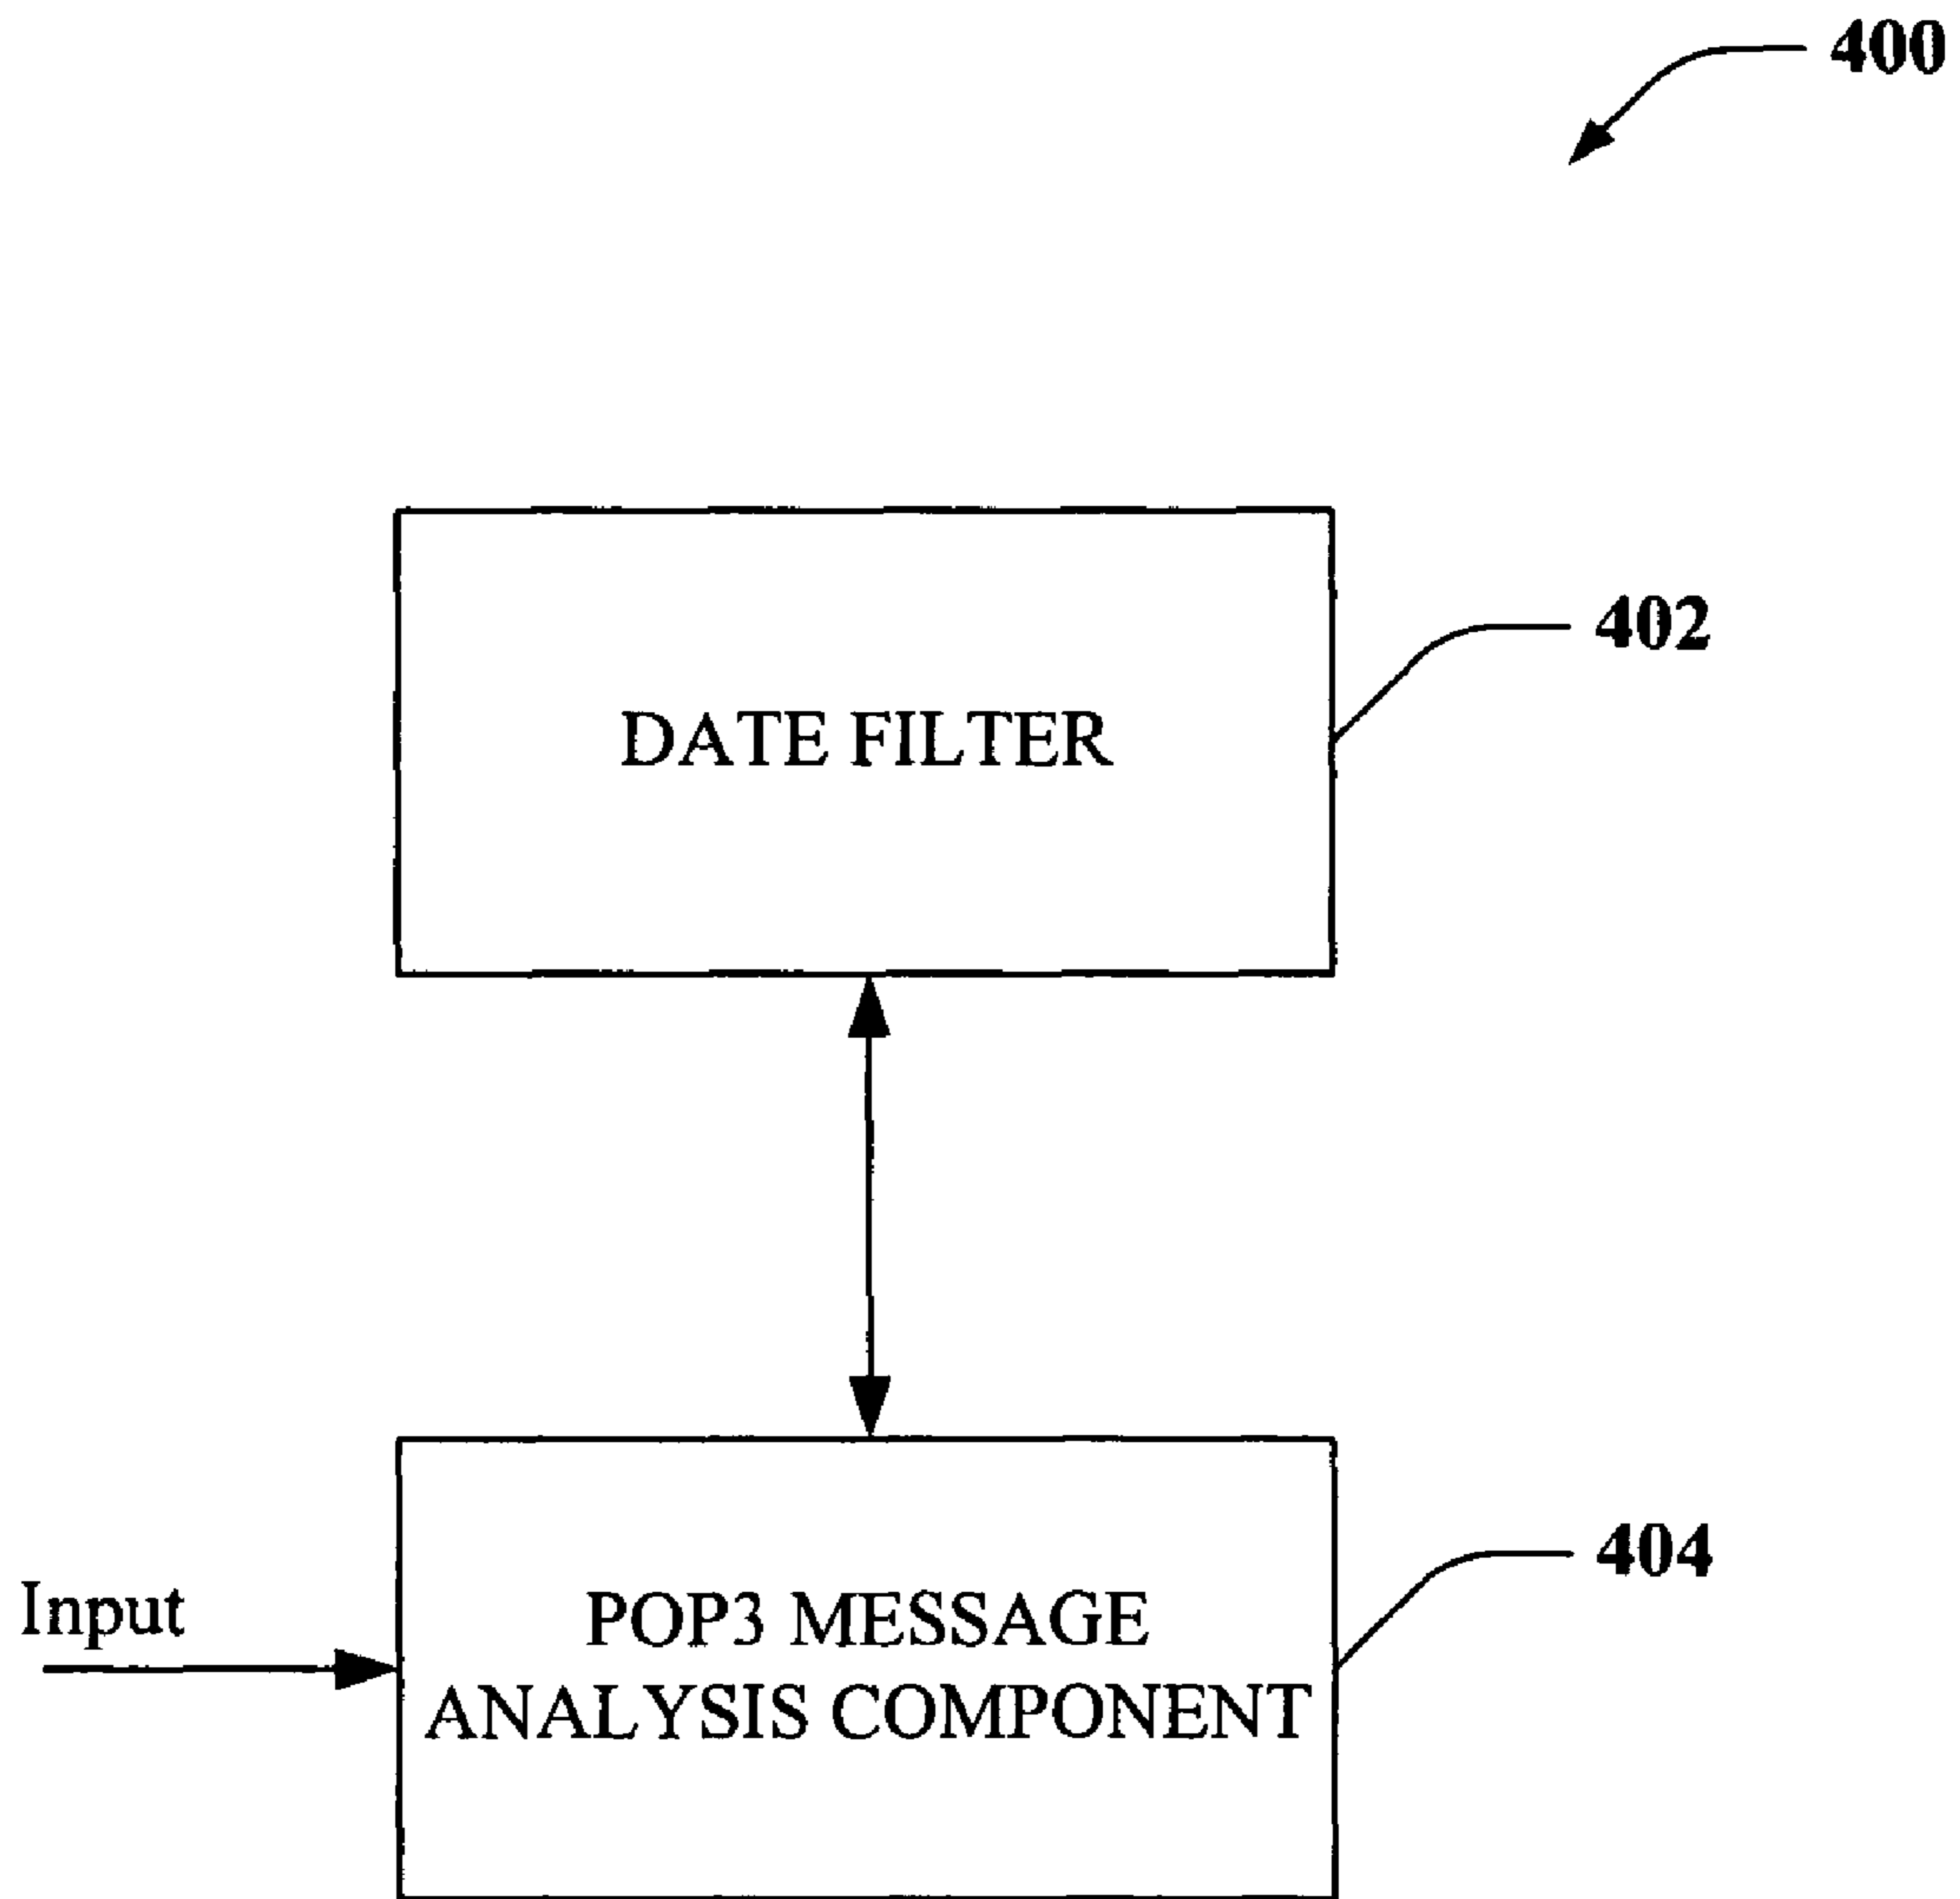 400
402
DATE FILTER
404
Input
POP3 MESSAGE
ANALYSIS COMPONENT